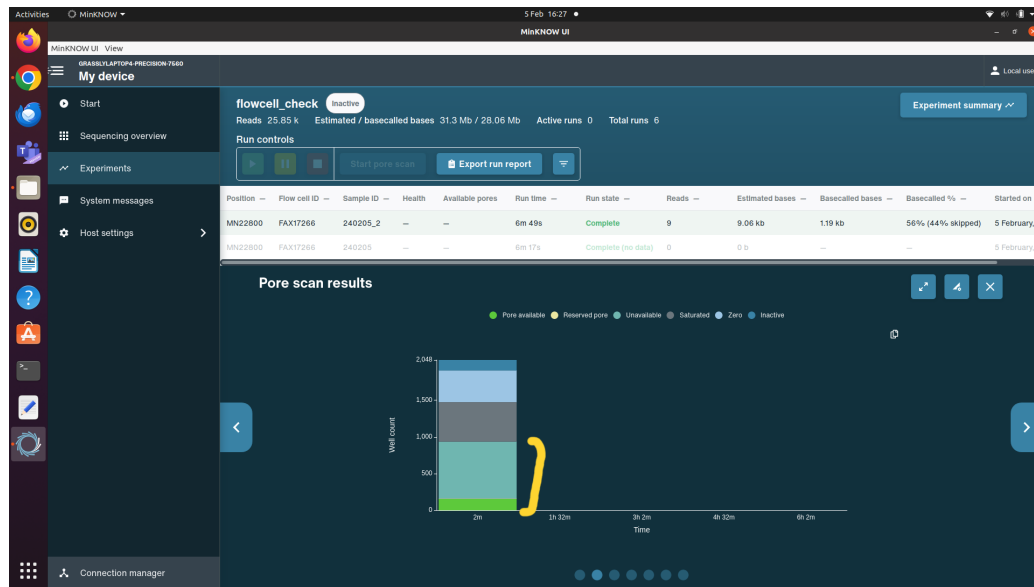 Activities MinKNOW 5 Feb 16:27
MinKNOW UI
MinKNOW UI View
GRASSLYLAPTOP4-PRECISION-7560
My device
Local use
Start
Sequencing overview
Experiments
System messages
Host settings
Connection manager
flowcell_check Inactive
Experiment summary
Reads 25.85 k Estimated / basecalled bases 31.3 Mb / 28.06 Mb Active runs 0 Total runs 6
Run controls
Start pore scan Export run report
Position Flow cell ID Sample ID Health Available pores Run time Run state Reads Estimated bases Basecalled bases Basecalled % Started on
MN22800 FAX17266 240205_2 – – 6m 49s Complete 9 9.06 kb 1.19 kb 56% (44% skipped) 5 February,
MN22800 FAX17266 240205 – – 6m 17s Complete (no data) 0 0 b – – 5 February,
Pore scan results
Pore available Reserved pore Unavailable Saturated Zero Inactive
2,048
1,500
1,000
500
0
Well count
2m 1h 32m 3h 2m 4h 32m 6h 2m
Time